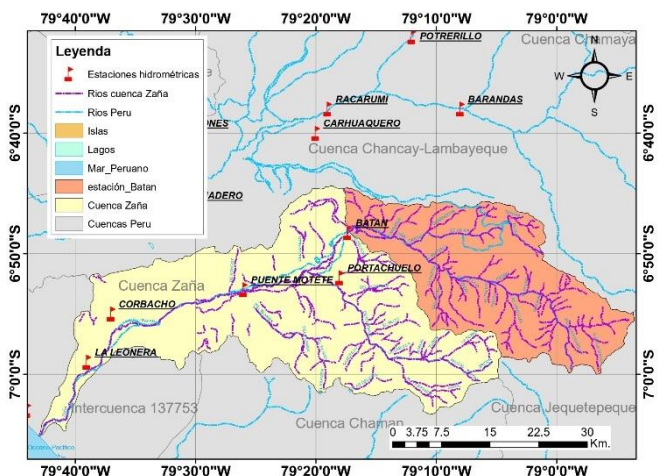 79°40'0"W 79°30'0"W 79°20'0"W 79°10'0"W 79°0'0"W
Leyenda
Estaciones hidrométricas
Rios cuenca Zaña
Rios Peru
Islas
Lagos
Mar_Peruano
estación_Batan
Cuenca Zaña
Cuencas Peru
POTRERILLO
Cuenca Chamaya
N
W E
S
RACARUMI
BARANDAS
CARHUAQUERO
Cuenca Chancay-Lambayeque
6°40'0"S
6°40'0"S
BATAN
6°50'0"S
6°50'0"S
PORTACHUELO
Cuenca Zaña
PUENTE MOTETE
CORBACHO
LA LEONERA
7°0'0"S
7°0'0"S
Intercuenca 137753
Cuenca Chaman
Cuenca Jequetepeque
0 3.75 7.5 15 22.5 30
Km.
Océano Pacífico
79°40'0"W 79°30'0"W 79°20'0"W 79°10'0"W 79°0'0"W